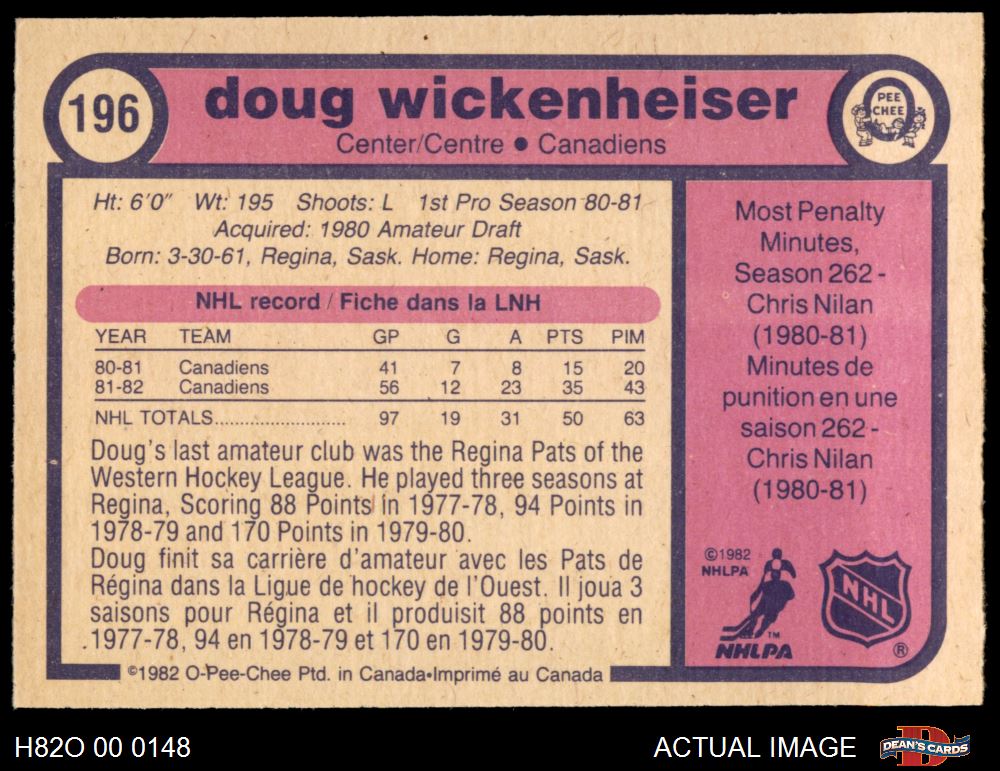 196
doug wickenheiser
Center/Centre ● Canadiens
O
PEE
CHEE
Ht: 6'0" Wt: 195 Shoots: L 1st Pro Season 80-81
Acquired: 1980 Amateur Draft
Born: 3-30-61, Regina, Sask. Home: Regina, Sask.
NHL record / Fiche dans la LNH
YEAR TEAM GP G A PTS PIM
80-81 Canadiens 41 7 8 15 20
81-82 Canadiens 56 12 23 35 43
NHL TOTALS........................ 97 19 31 50 63
Doug's last amateur club was the Regina Pats of the
Western Hockey League. He played three seasons at
Regina, Scoring 88 Points in 1977-78, 94 Points in
1978-79 and 170 Points in 1979-80.
Doug finit sa carrière d'amateur avec les Pats de
Régina dans la Ligue de hockey de l'Ouest. Il joua 3
saisons pour Régina et il produisit 88 points en
1977-78, 94 en 1978-79 et 170 en 1979-80.
©1982 O-Pee-Chee Ptd. in Canada•Imprimé au Canada
Most Penalty
Minutes,
Season 262 -
Chris Nilan
(1980-81)
Minutes de
punition en une
saison 262 -
Chris Nilan
(1980-81)
©1982
NHLPA
TM
NHLPA
NHL
®
H82O 00 0148
ACTUAL IMAGE
D
DEAN'S CARDS